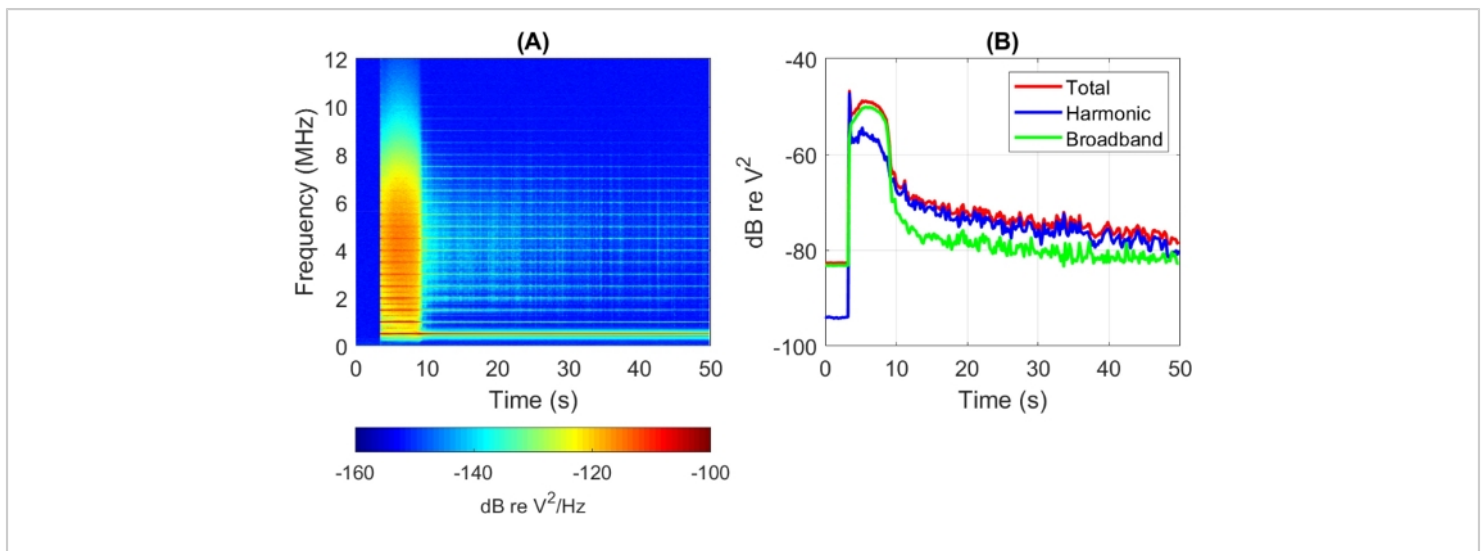 (A)
12
10
8
6
4
2
0
Frequency (MHz)
0 10 20 30 40 50
Time (s)
-160 -140 -120 -100
dB re V²/Hz
(B)
-40
-60
-80
-100
dB re V²
Total
Harmonic
Broadband
0 10 20 30 40 50
Time (s)